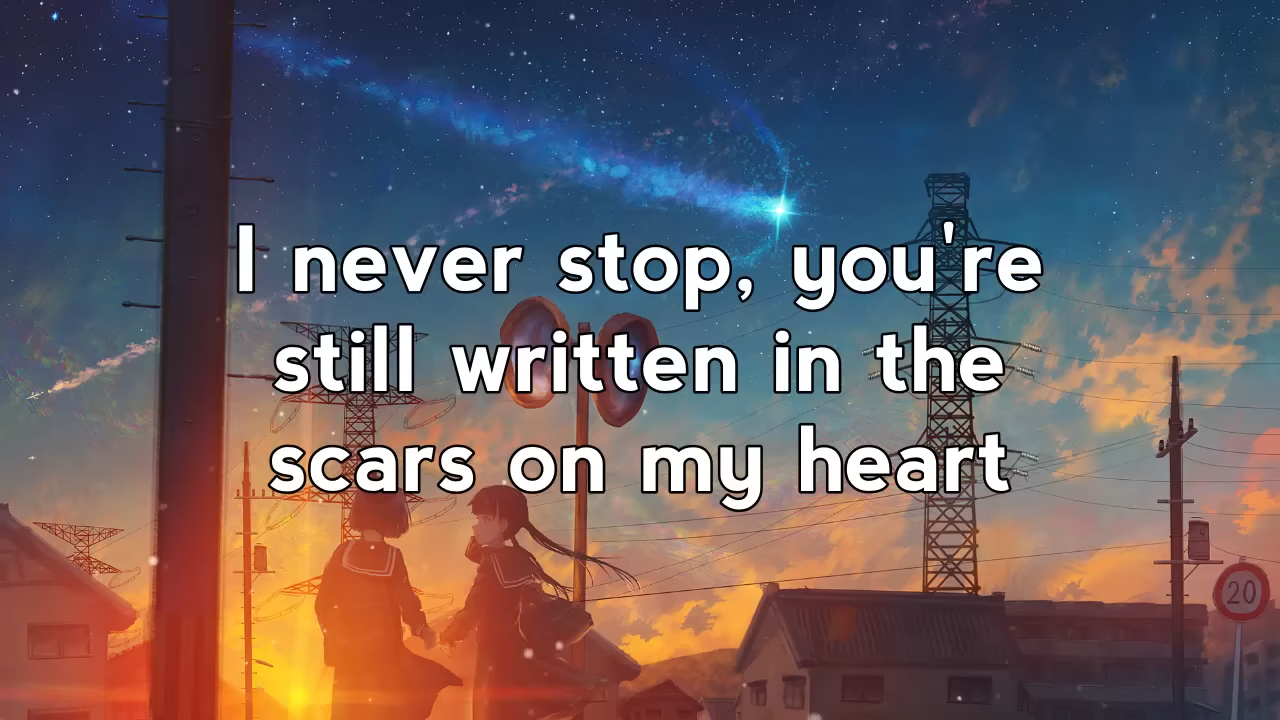 I never stop, you're
still written in the
scars on my heart
20